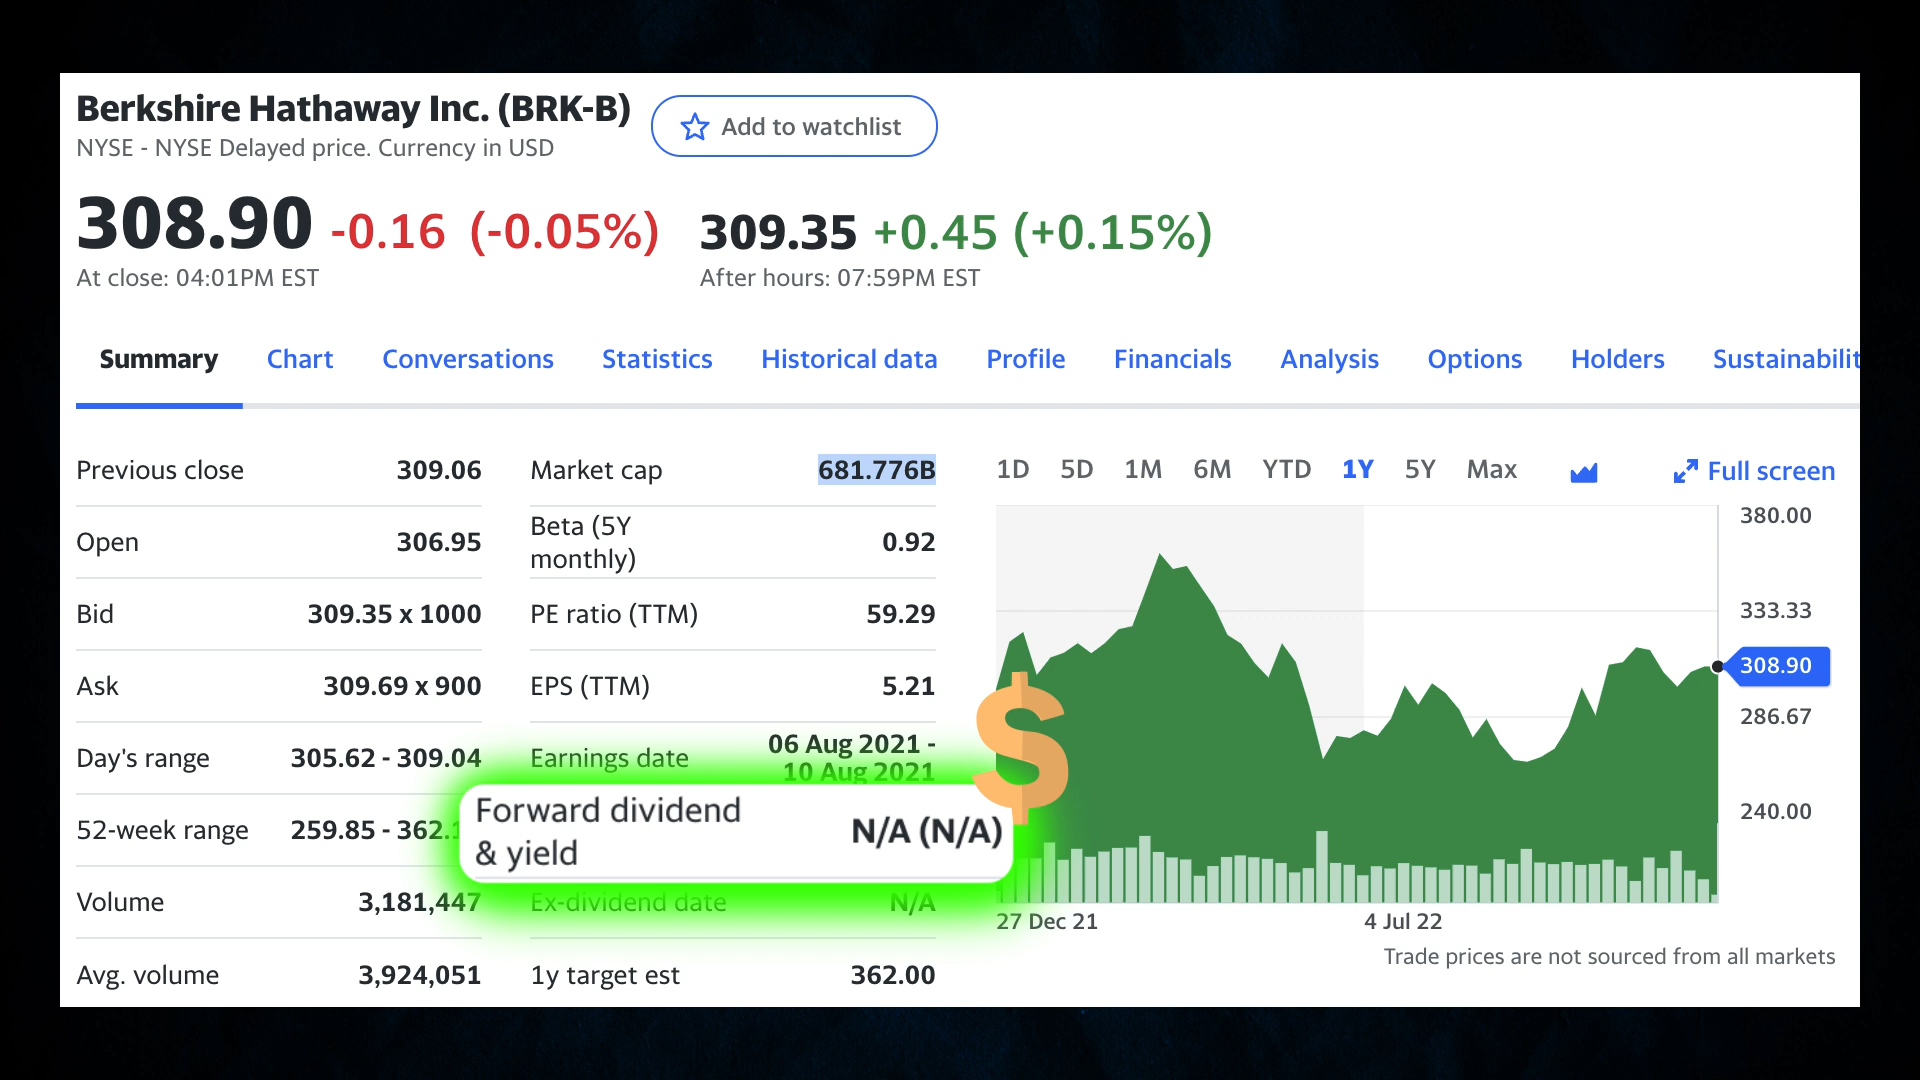 Berkshire Hathaway Inc. (BRK-B)
NYSE - NYSE Delayed price. Currency in USD
Add to watchlist
308.90 -0.16 (-0.05%)
At close: 04:01PM EST
309.35 +0.45 (+0.15%)
After hours: 07:59PM EST
Summary Chart Conversations Statistics Historical data Profile Financials Analysis Options Holders Sustainabilit
Previous close 309.06
Open 306.95
Bid 309.35 x 1000
Ask 309.69 x 900
Day's range 305.62 - 309.04
52-week range 259.85 - 362.1
Volume 3,181,447
Avg. volume 3,924,051
Market cap 681.776B
Beta (5Y
monthly) 0.92
PE ratio (TTM) 59.29
EPS (TTM) 5.21
Earnings date 06 Aug 2021 -
10 Aug 2021
Forward dividend
& yield N/A (N/A)
Ex-dividend date N/A
1y target est 362.00
$
1D 5D 1M 6M YTD 1Y 5Y Max
Full screen
380.00
333.33
308.90
286.67
240.00
27 Dec 21 4 Jul 22
Trade prices are not sourced from all markets